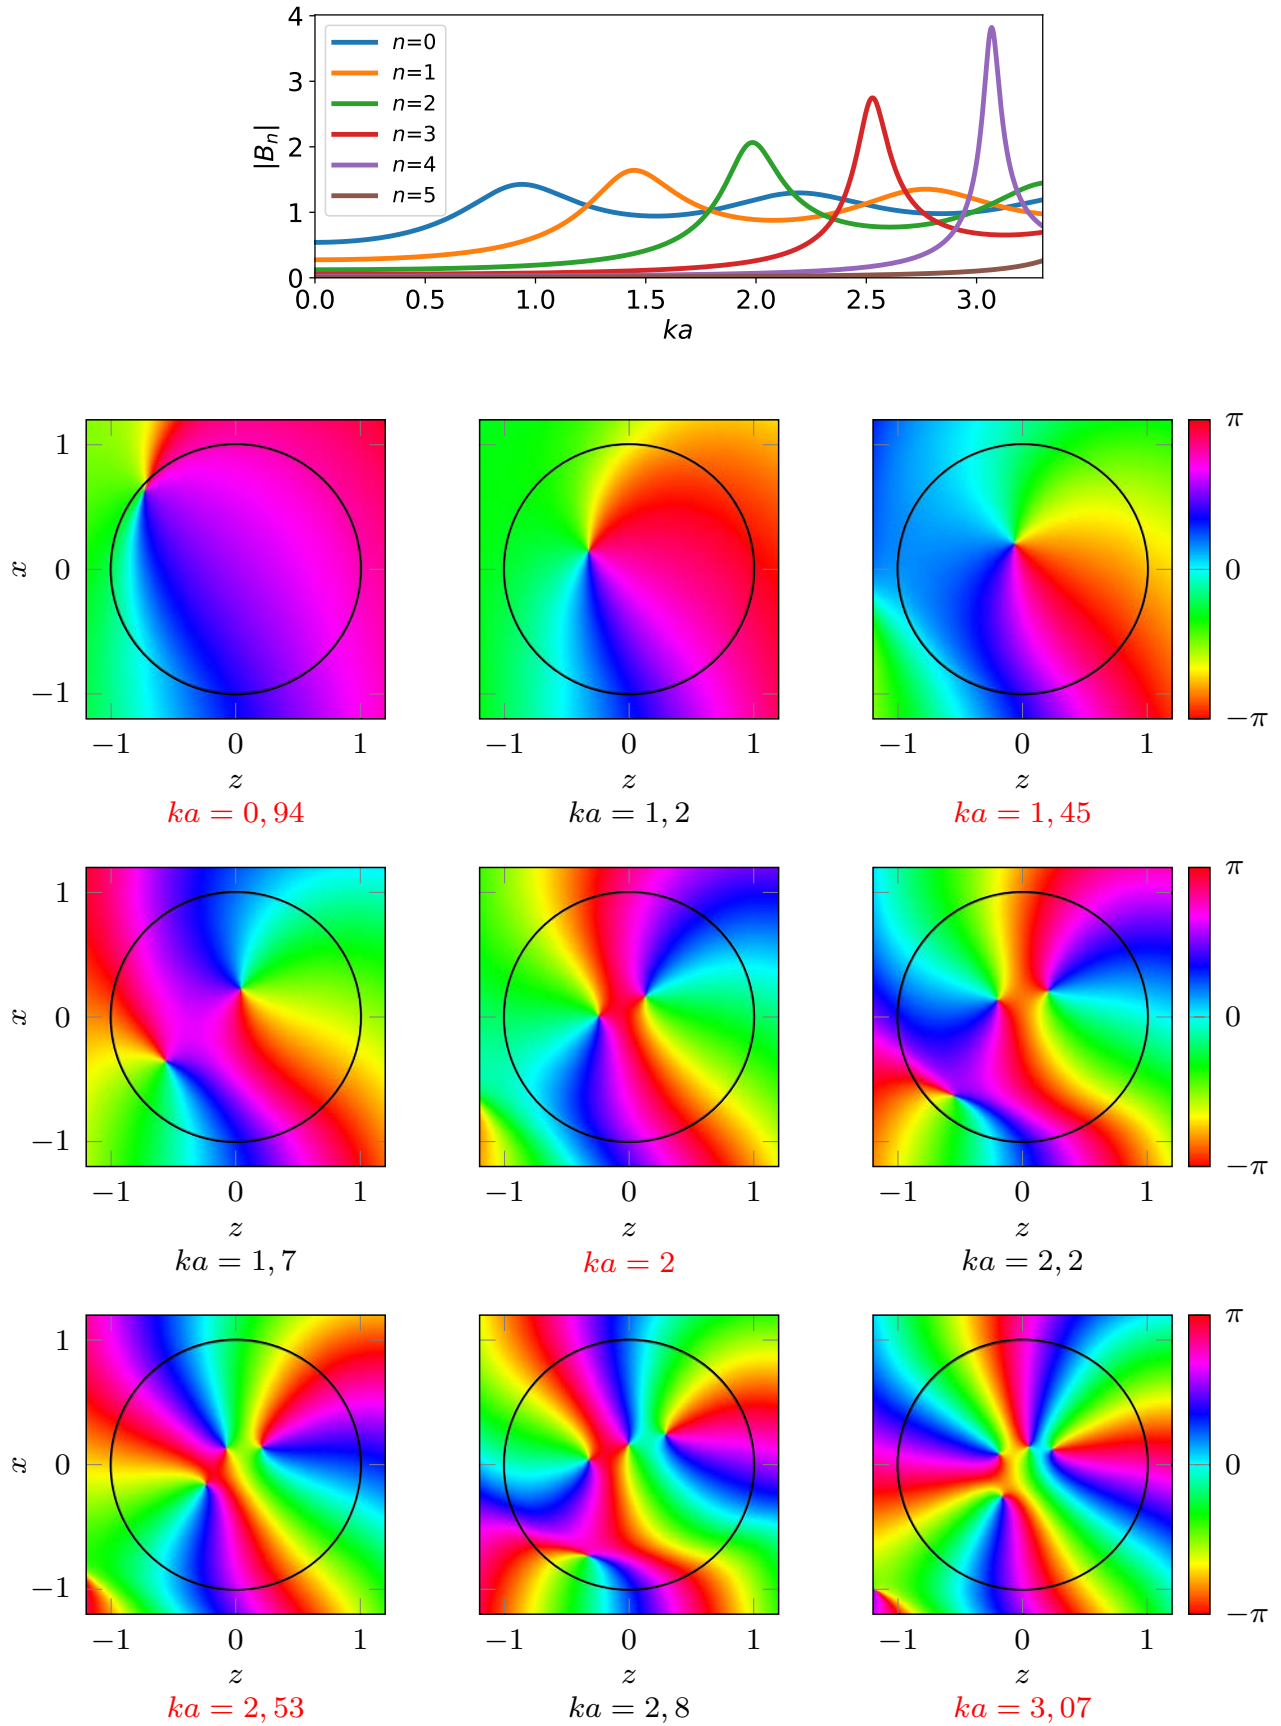 4
3
2
1
0
|Bₙ|
n=0
n=1
n=2
n=3
n=4
n=5
0.0 0.5 1.0 1.5 2.0 2.5 3.0
ka
1
0
−1
x
−1 0 1
z
ka = 0, 94
−1 0 1
z
ka = 1, 2
−1 0 1
z
ka = 1, 45
π
0
−π
1
0
−1
x
−1 0 1
z
ka = 1, 7
−1 0 1
z
ka = 2
−1 0 1
z
ka = 2, 2
π
0
−π
1
0
−1
x
−1 0 1
z
ka = 2, 53
−1 0 1
z
ka = 2, 8
−1 0 1
z
ka = 3, 07
π
0
−π